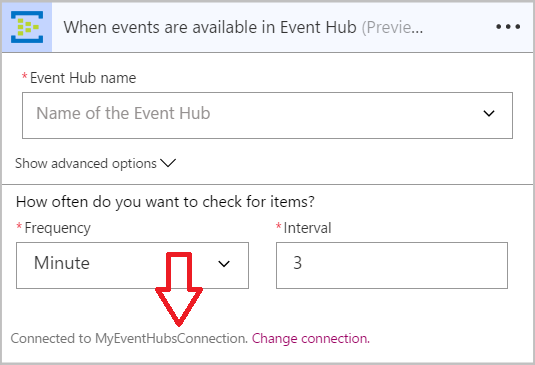 When events are available in Event Hub (Previe...
*Event Hub name
Name of the Event Hub
Show advanced options
How often do you want to check for items?
*Frequency *Interval
Minute 3
Connected to MyEventHubsConnection. Change connection.